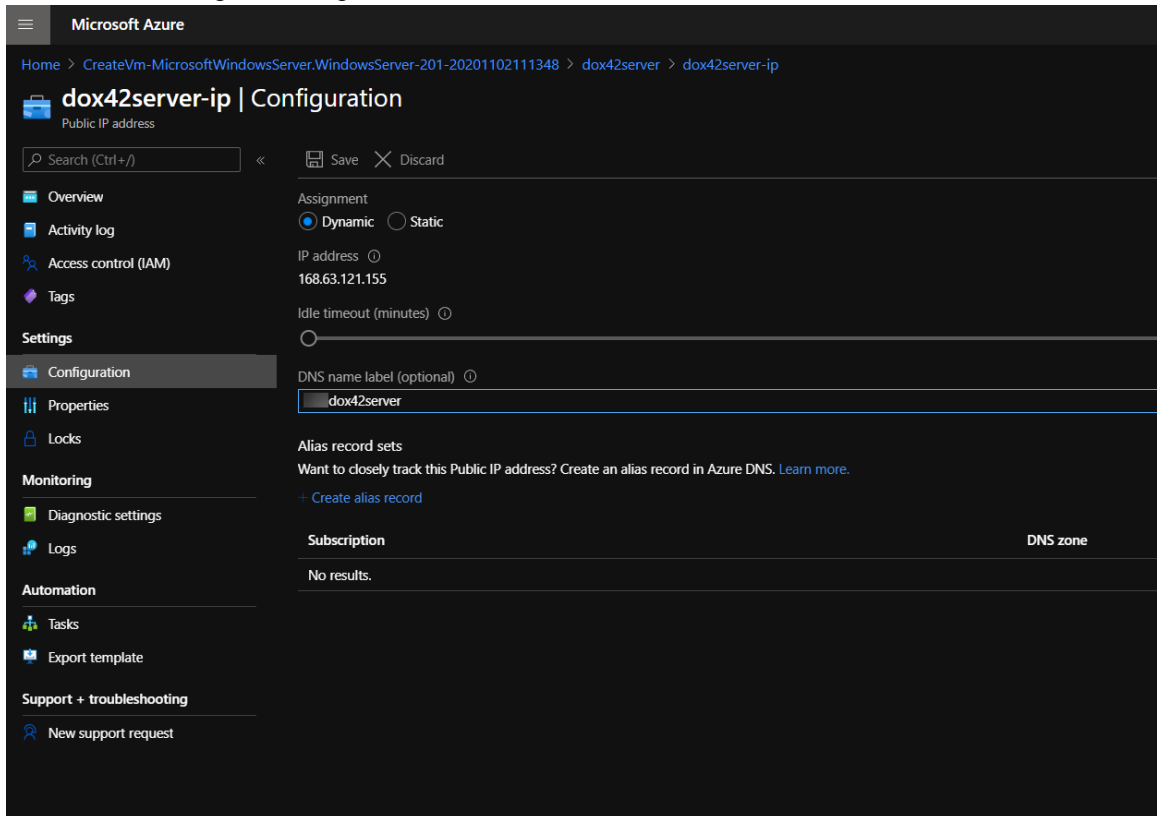 Microsoft Azure
Home > CreateVm-MicrosoftWindowsServer.WindowsServer-201-20201102111348 > dox42server > dox42server-ip
dox42server-ip | Configuration
Public IP address
Search (Ctrl+/)
«
Save
Discard
Overview
Activity log
Access control (IAM)
Tags
Settings
Configuration
Properties
Locks
Monitoring
Diagnostic settings
Logs
Automation
Tasks
Export template
Support + troubleshooting
New support request
Assignment
Dynamic
Static
IP address
168.63.121.155
Idle timeout (minutes)
DNS name label (optional)
dox42server
Alias record sets
Want to closely track this Public IP address? Create an alias record in Azure DNS. Learn more.
+ Create alias record
Subscription
DNS zone
No results.